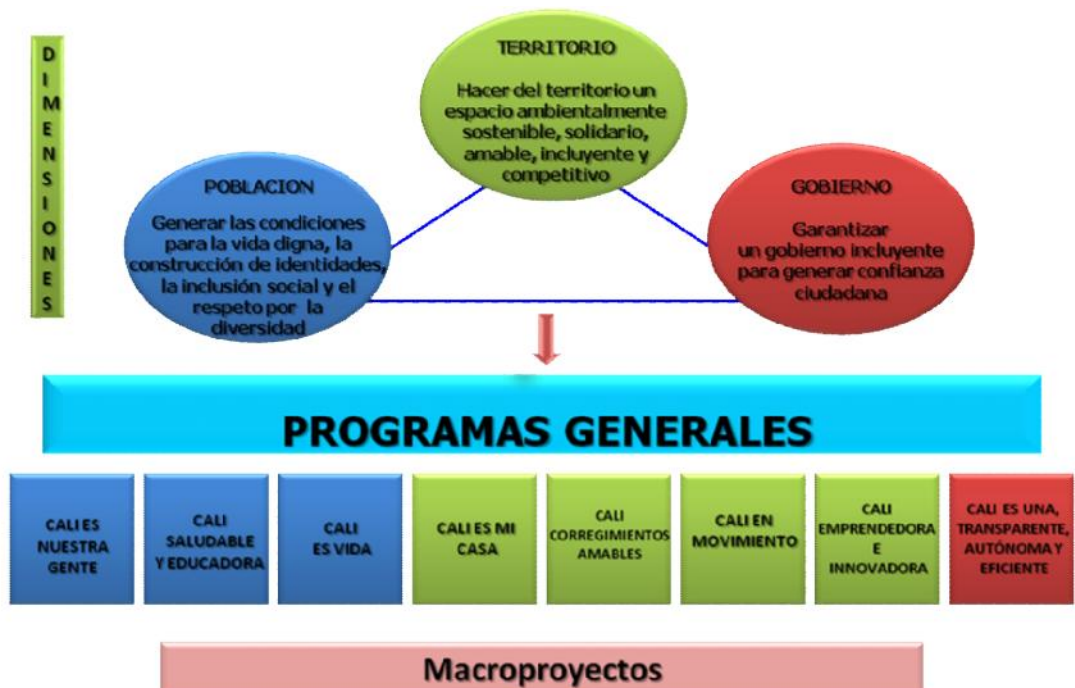 DIMENSIONES
TERRITORIO
Hacer del territorio un
espacio ambientalmente
sostenible, solidario,
amable, incluyente y
competitivo
POBLACION
Generar las condiciones
para la vida digna, la
construcción de identidades,
la inclusión social y el
respeto por la
diversidad
GOBIERNO
Garantizar
un gobierno incluyente
para generar confianza
ciudadana
PROGRAMAS GENERALES
CALI ES
NUESTRA
GENTE
CALI
SALUDABLE
Y EDUCADORA
CALI
ES VIDA
CALI ES MI
CASA
CALI
CORREGIMIENTOS
AMABLES
CALI EN
MOVIMIENTO
CALI
EMPRENDEDORA
E
INNOVADORA
CALI ES UNA,
TRANSPARENTE,
AUTÓNOMA Y
EFICIENTE
Macroproyectos